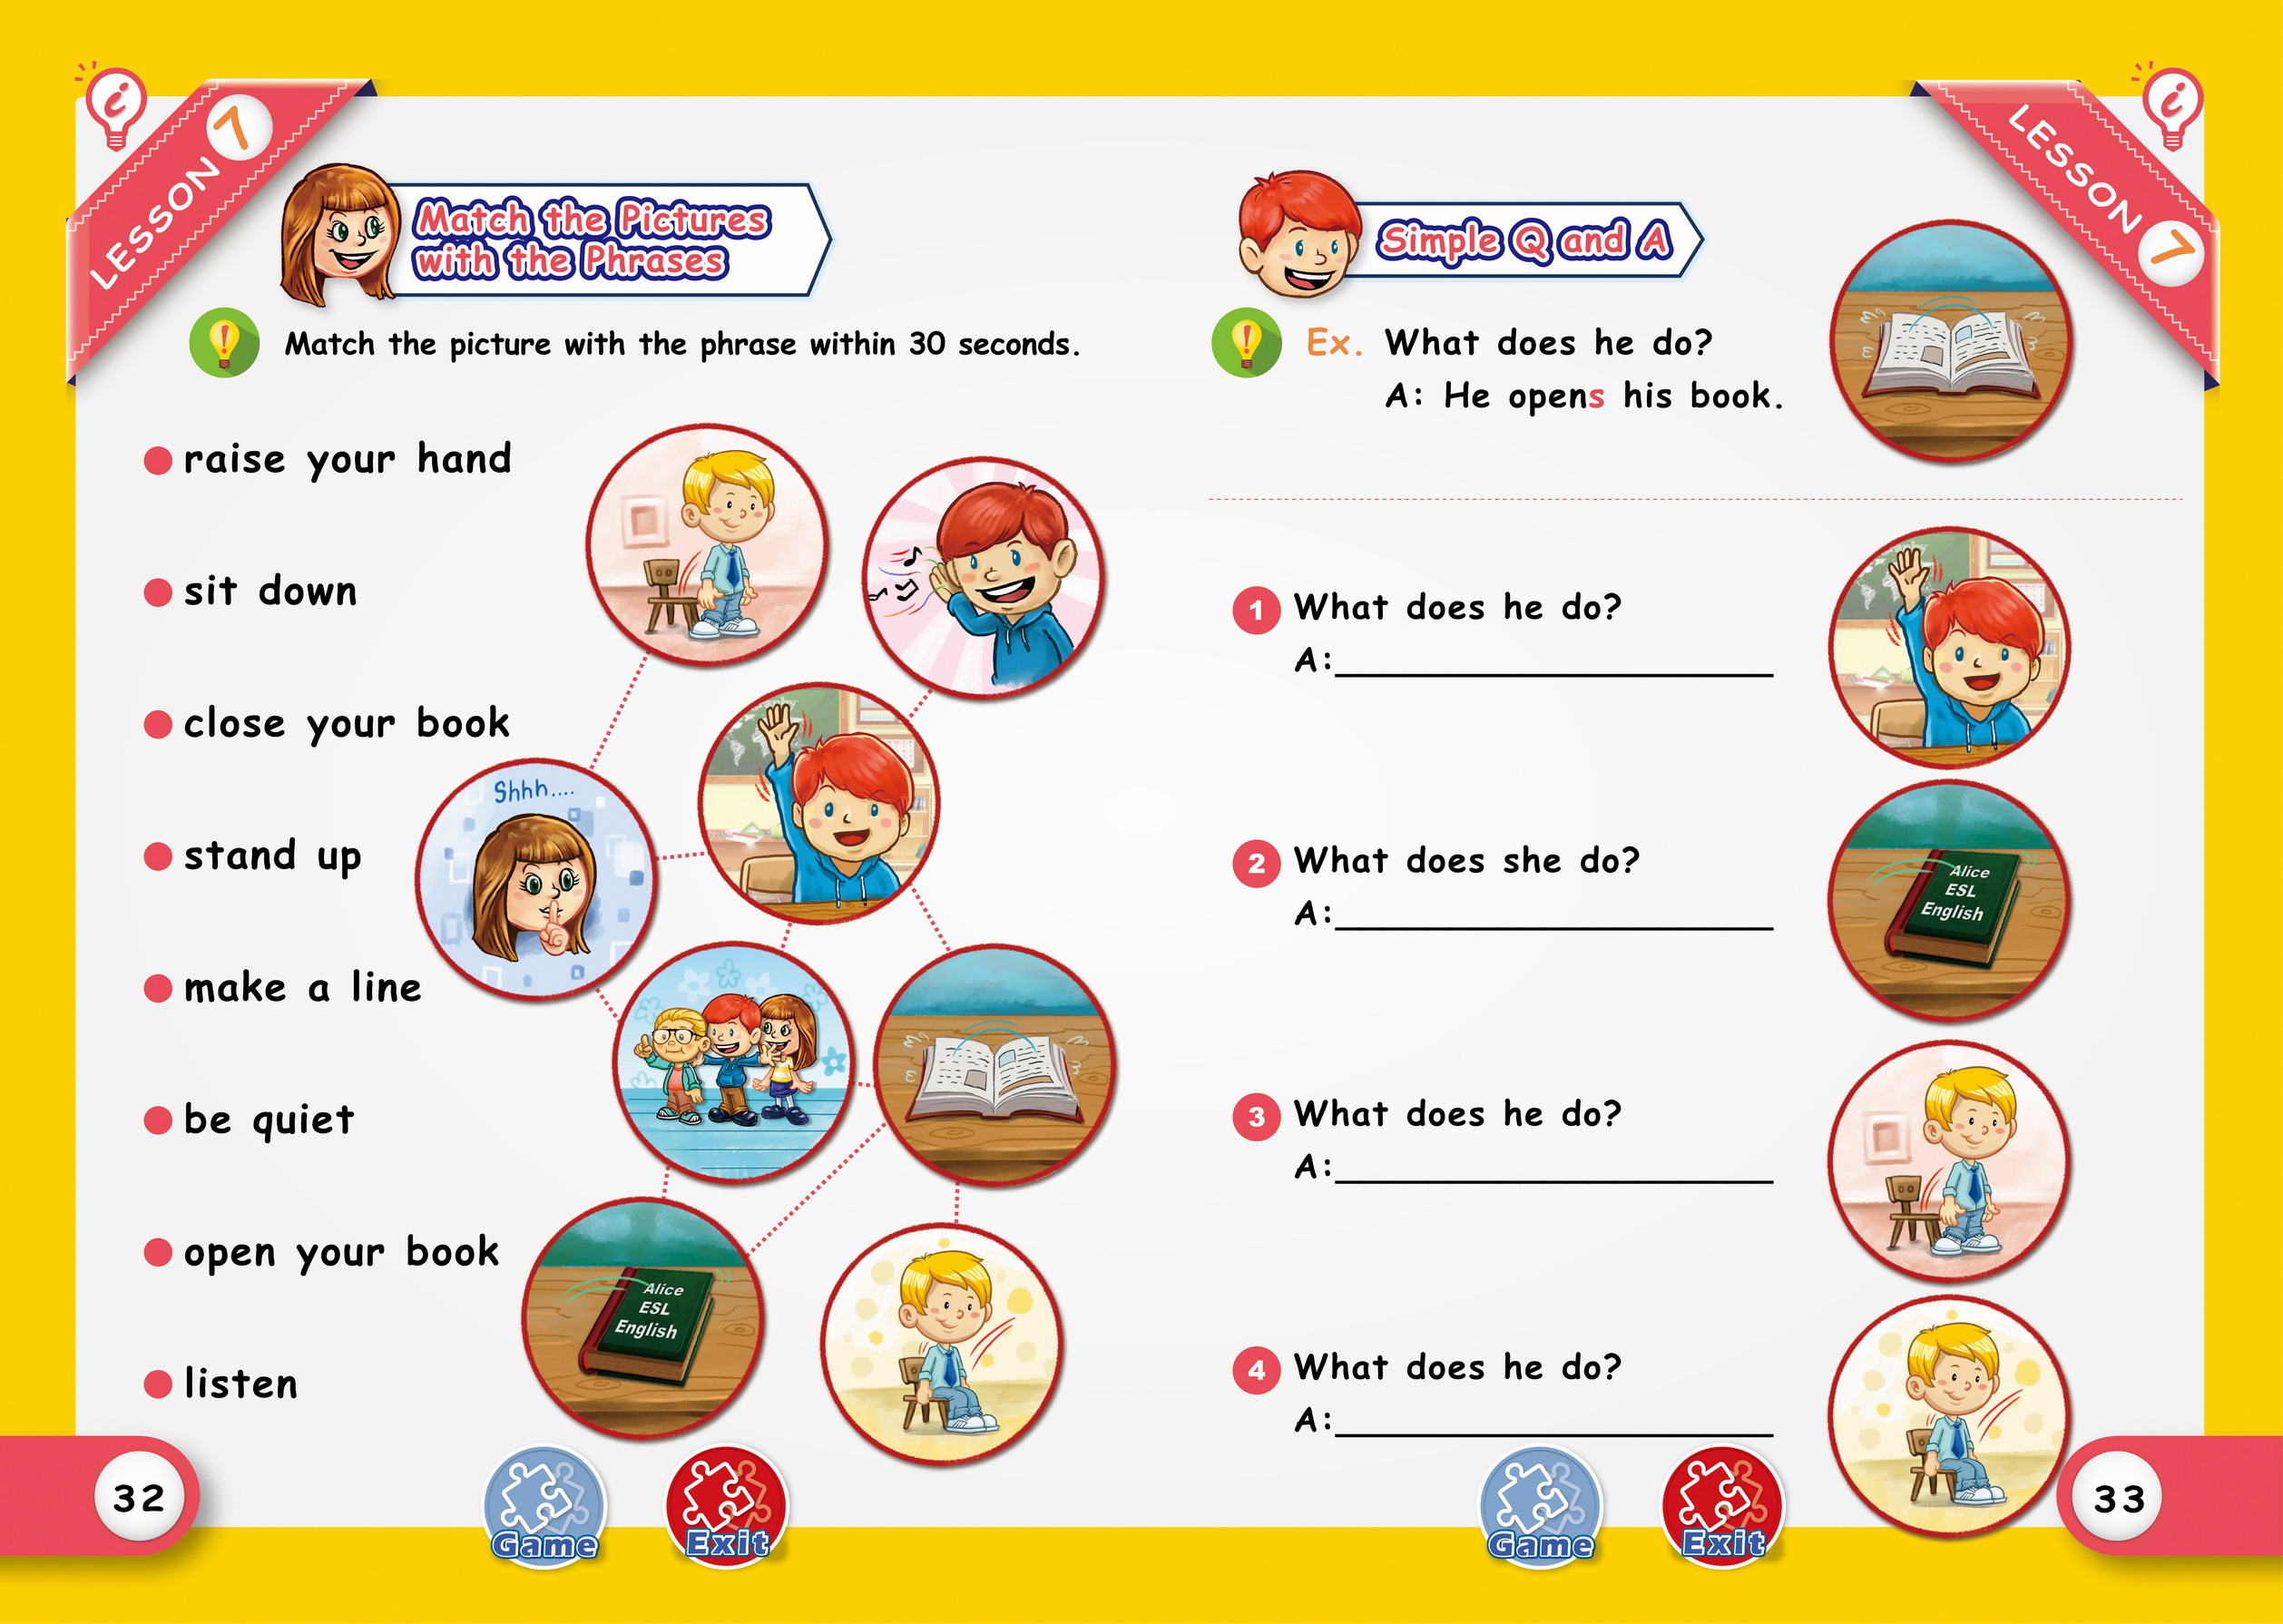 LESSON 7
Match the Pictures
with the Phrases
Match the picture with the phrase within 30 seconds.
raise your hand
sit down
close your book
stand up
make a line
be quiet
open your book
listen
Shhh....
Alice
ESL
English
Game
Exit
32
LESSON 7
Simple Q and A
Ex. What does he do?
A: He opens his book.
1 What does he do?
A:
2 What does she do?
A:
Alice
ESL
English
3 What does he do?
A:
4 What does he do?
A:
Game
Exit
33